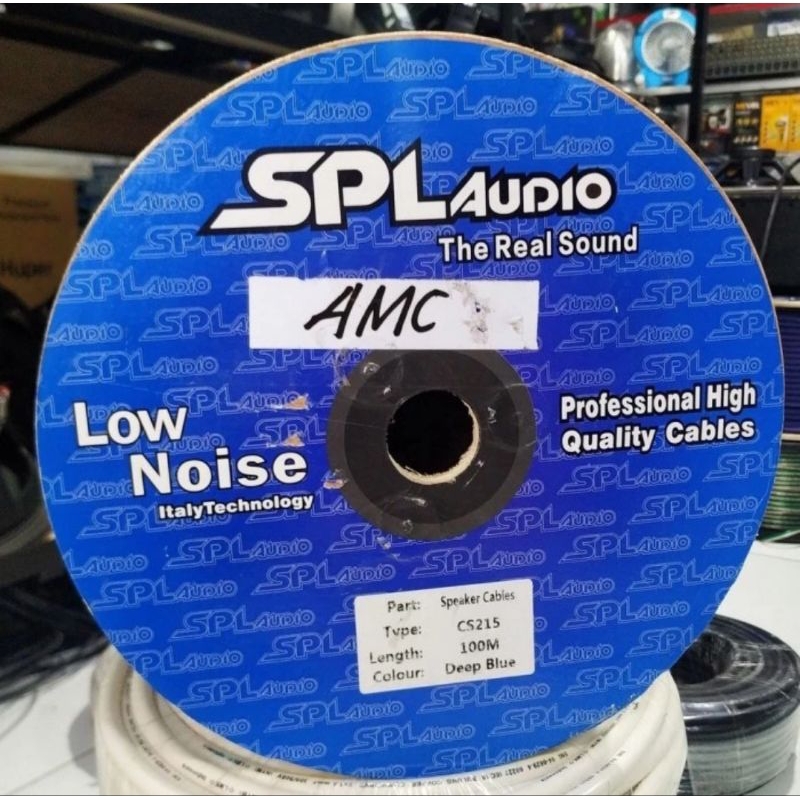 SPL AUDIO
The Real Sound
AMC
Low
Noise
ItalyTechnology
Professional High
Quality Cables
Part: Speaker Cables
Type: CS215
Length: 100M
Colour: Deep Blue